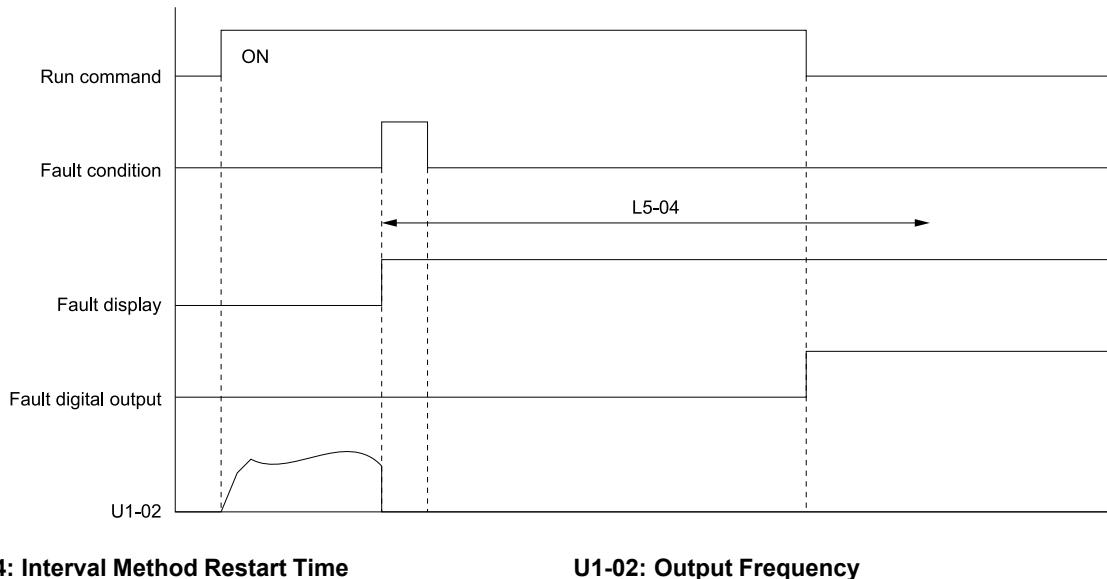 ON
Run command
Fault condition
L5-04
Fault display
Fault digital output
U1-02
4: Interval Method Restart Time
U1-02: Output Frequency